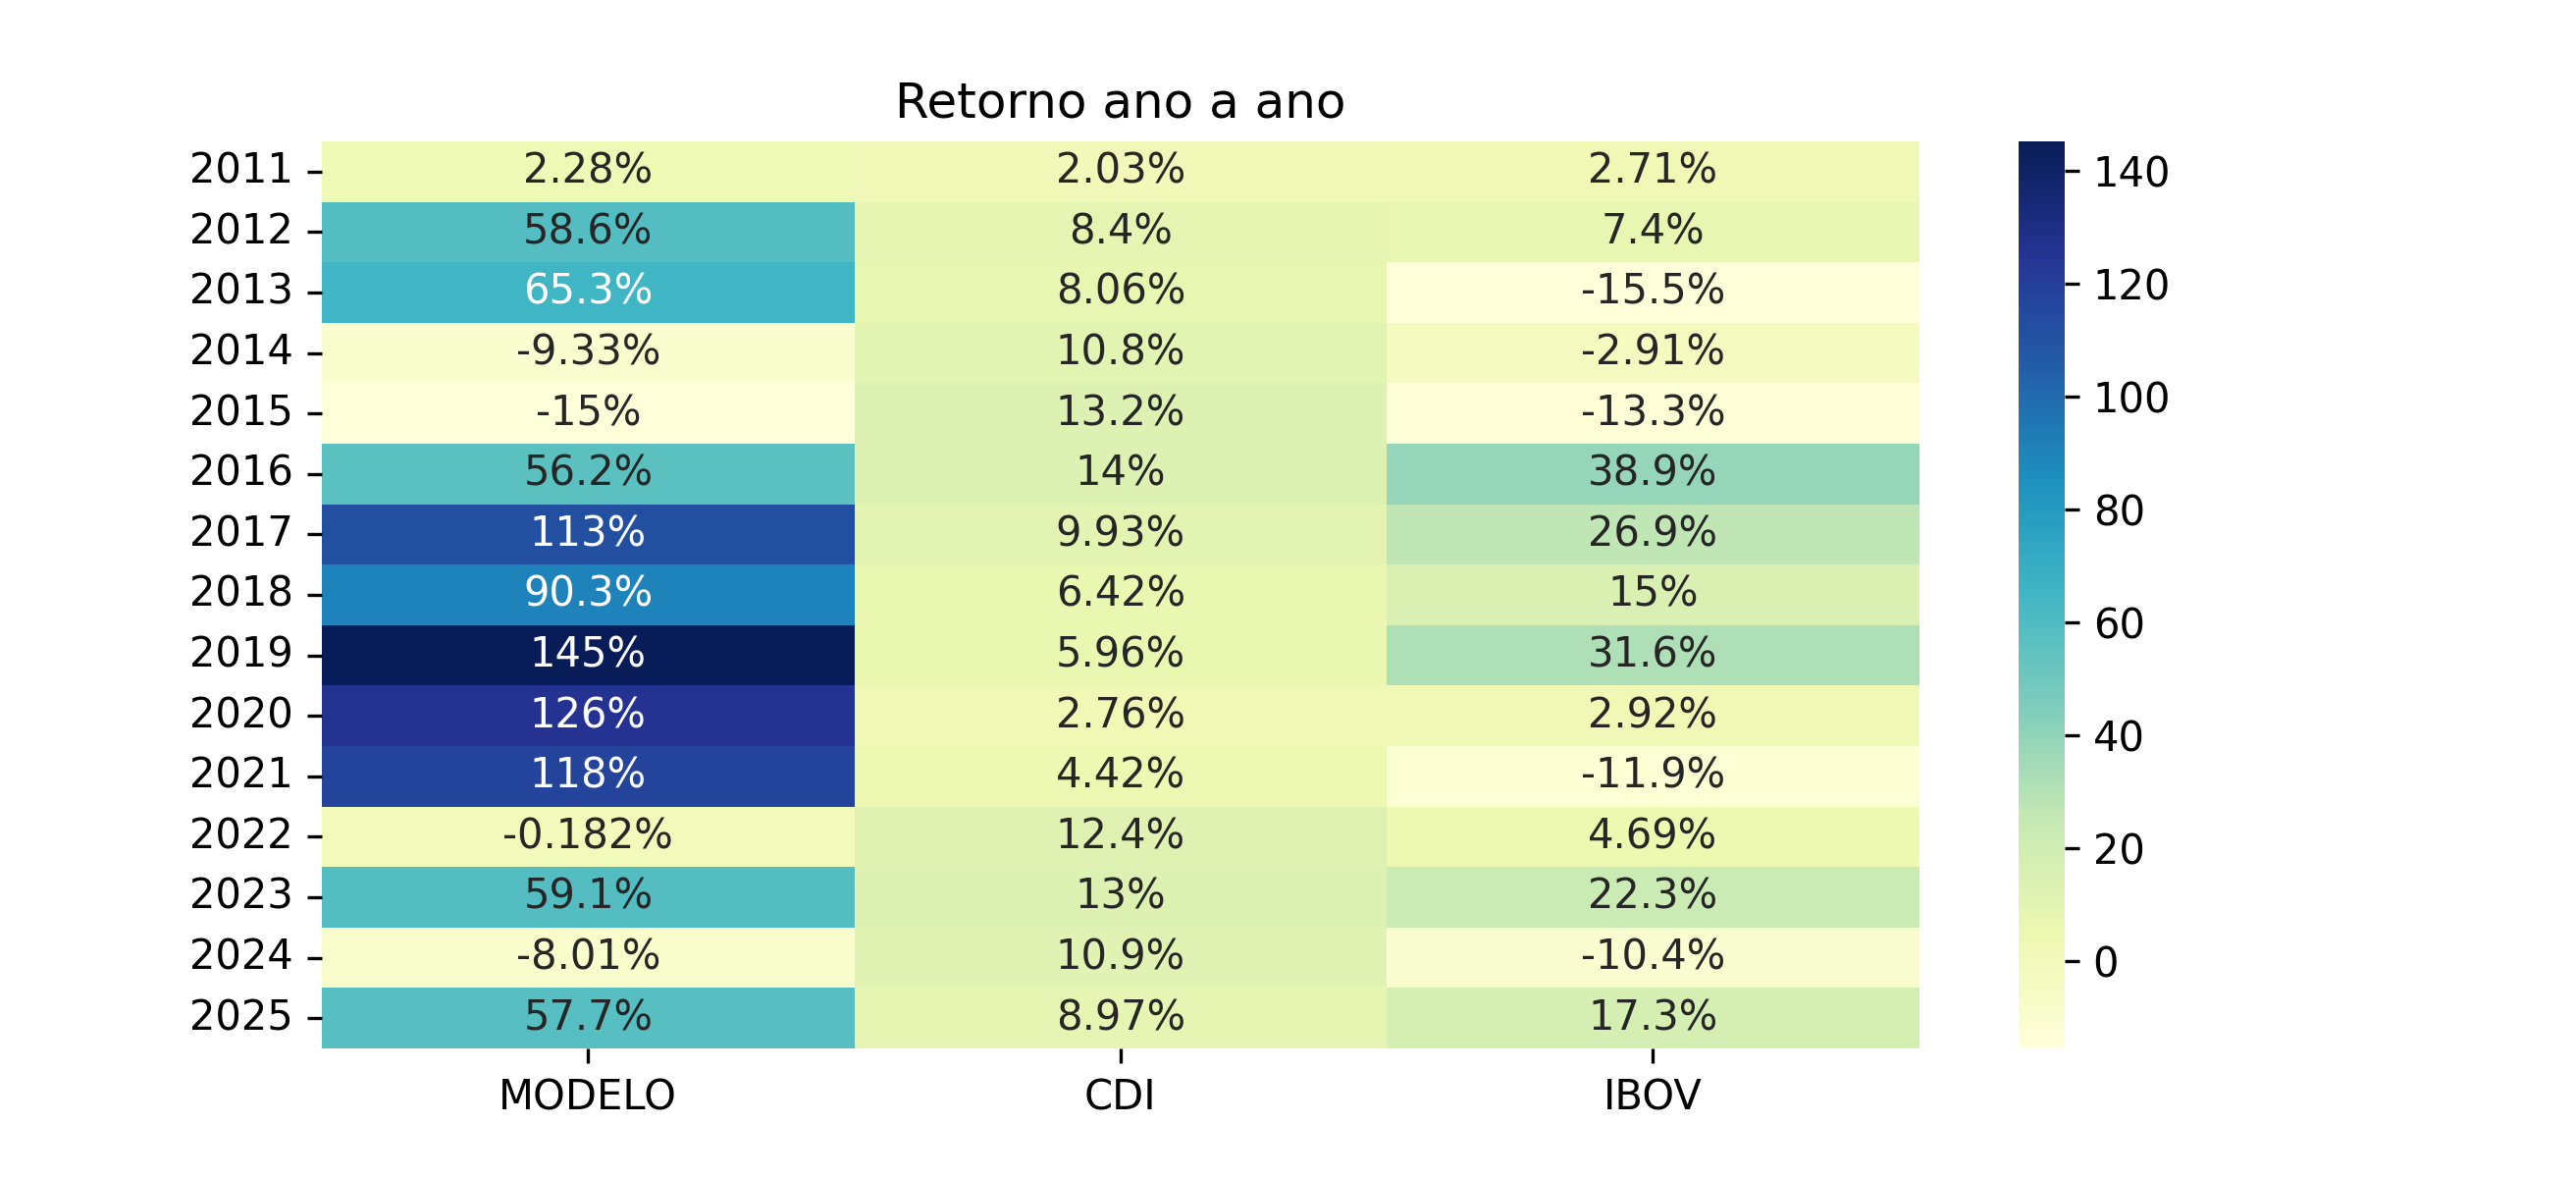 Retorno ano a ano
2011 2.28% 2.03% 2.71%
2012 58.6% 8.4% 7.4%
2013 65.3% 8.06% -15.5%
2014 -9.33% 10.8% -2.91%
2015 -15% 13.2% -13.3%
2016 56.2% 14% 38.9%
2017 113% 9.93% 26.9%
2018 90.3% 6.42% 15%
2019 145% 5.96% 31.6%
2020 126% 2.76% 2.92%
2021 118% 4.42% -11.9%
2022 -0.182% 12.4% 4.69%
2023 59.1% 13% 22.3%
2024 -8.01% 10.9% -10.4%
2025 57.7% 8.97% 17.3%
MODELO CDI IBOV
140
120
100
80
60
40
20
0